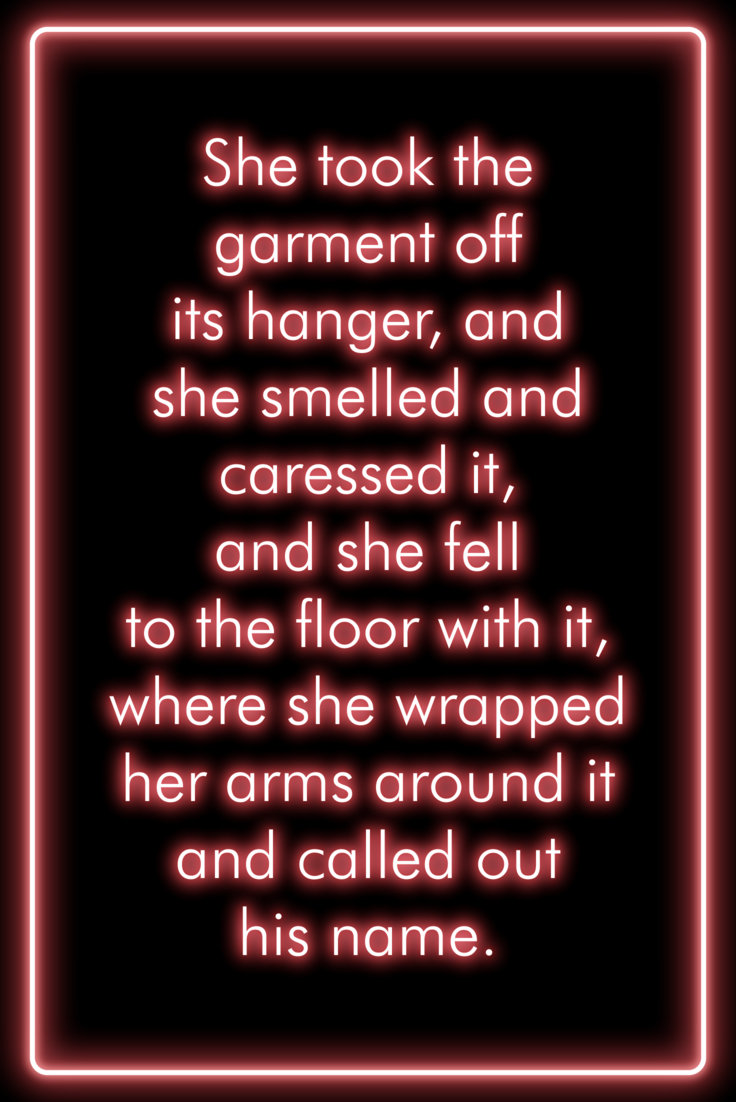 She took the
garment off
its hanger, and
she smelled and
caressed it,
and she fell
to the floor with it,
where she wrapped
her arms around it
and called out
his name.